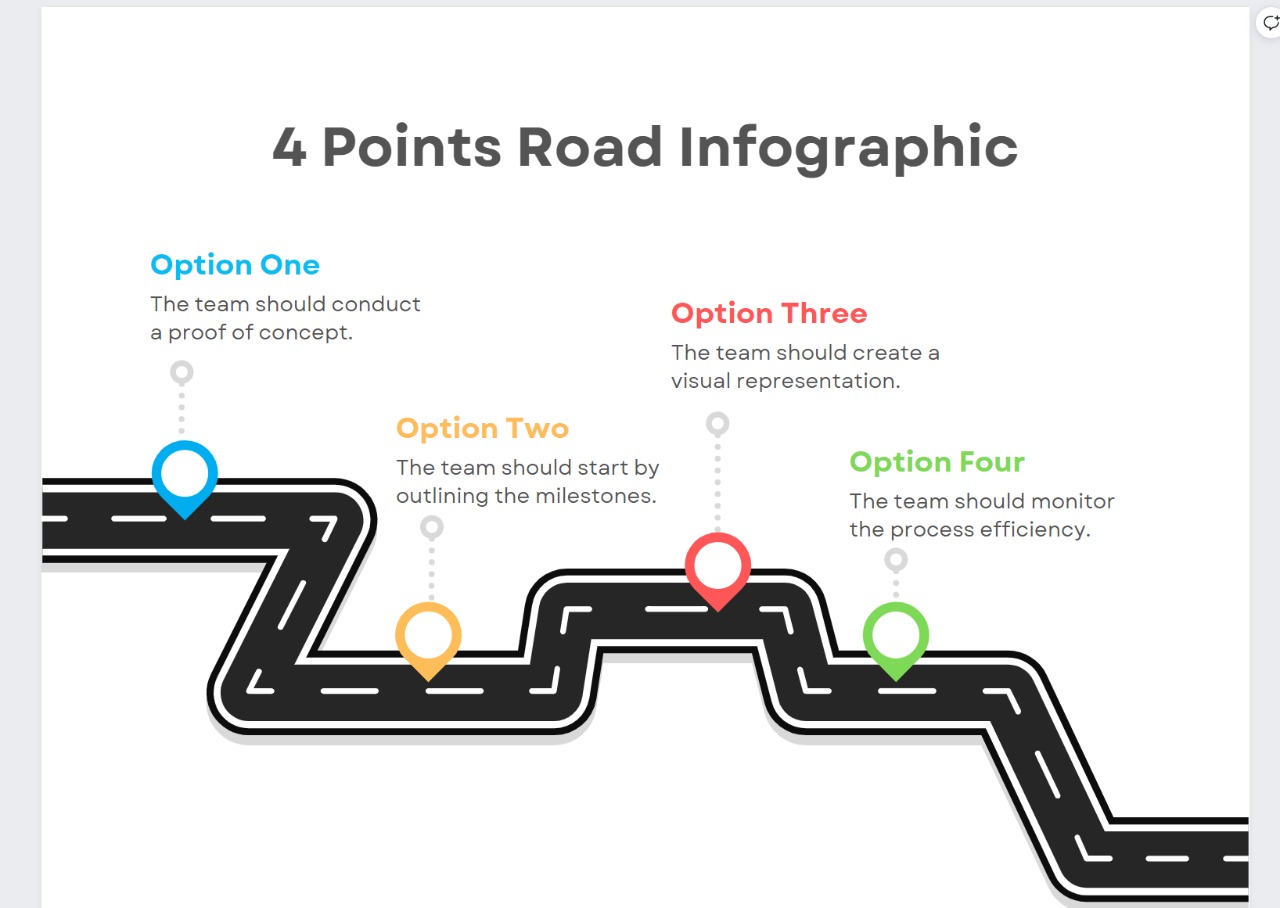 4 Points Road Infographic
Option One
The team should conduct
a proof of concept.
Option Two
The team should start by
outlining the milestones.
Option Three
The team should create a
visual representation.
Option Four
The team should monitor
the process efficiency.